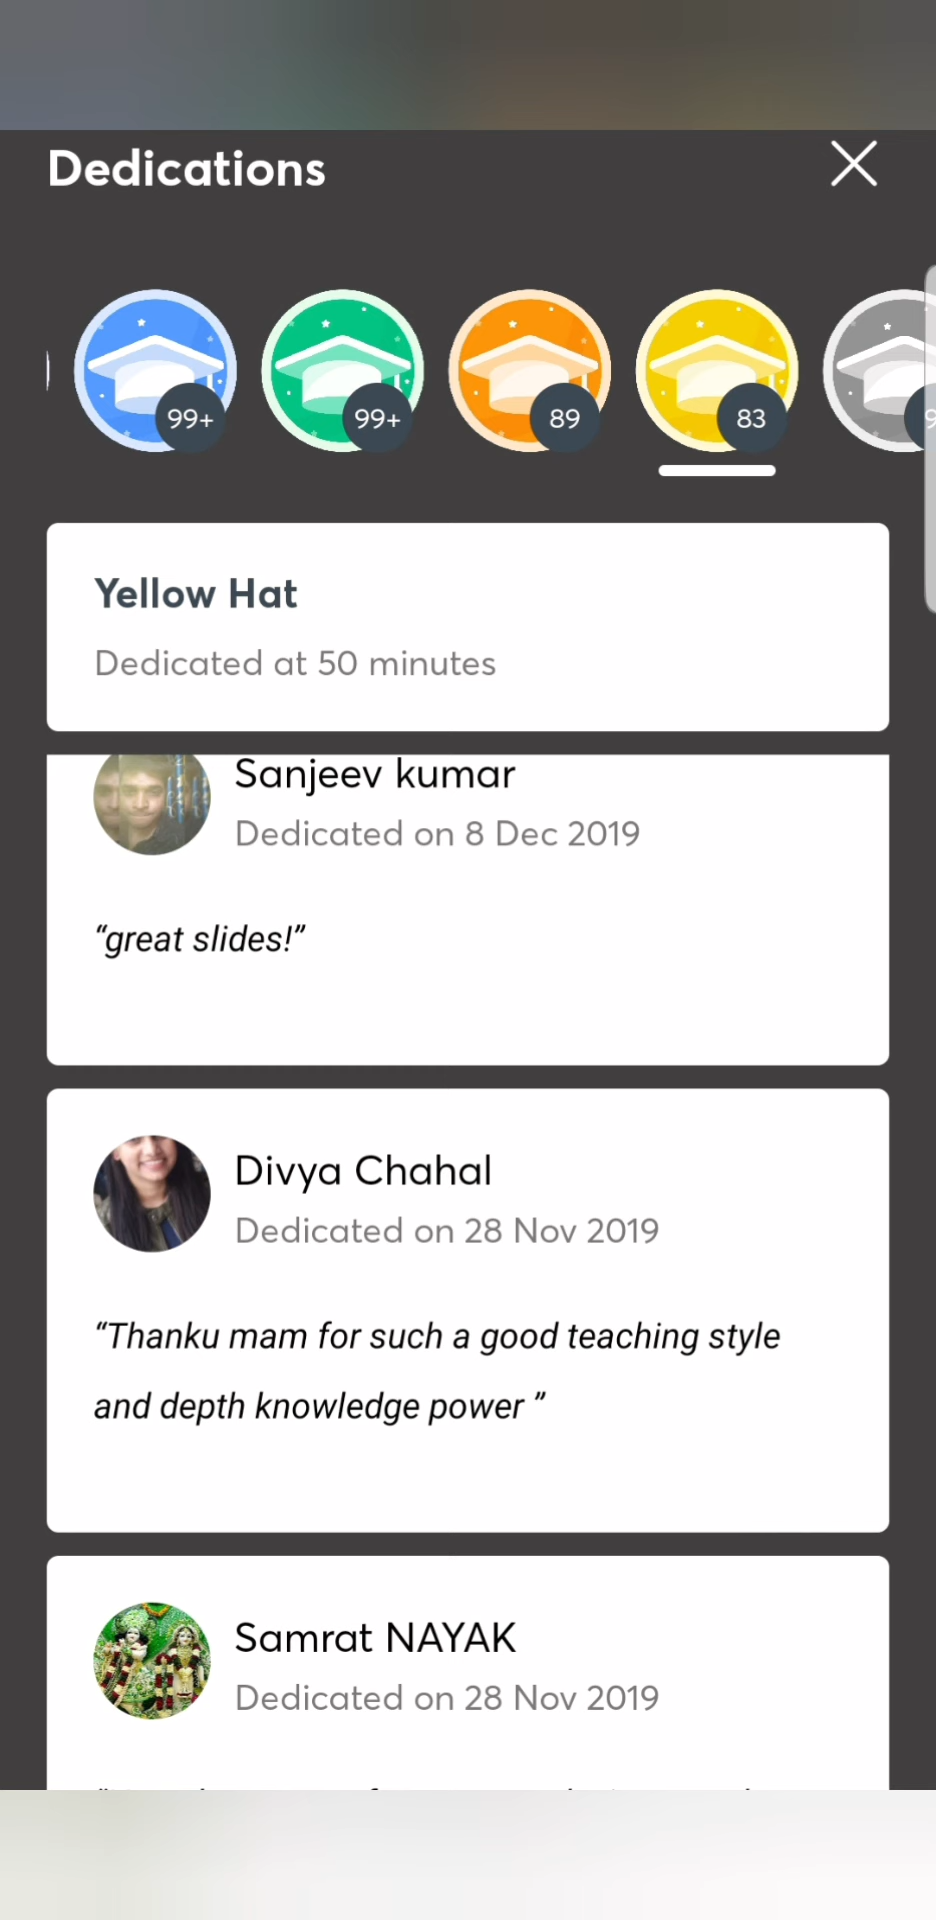 Dedications
99+
99+
89
83
Yellow Hat
Dedicated at 50 minutes
Sanjeev kumar
Dedicated on 8 Dec 2019
“great slides!”
Divya Chahal
Dedicated on 28 Nov 2019
“Thanku mam for such a good teaching style
and depth knowledge power ”
Samrat NAYAK
Dedicated on 28 Nov 2019